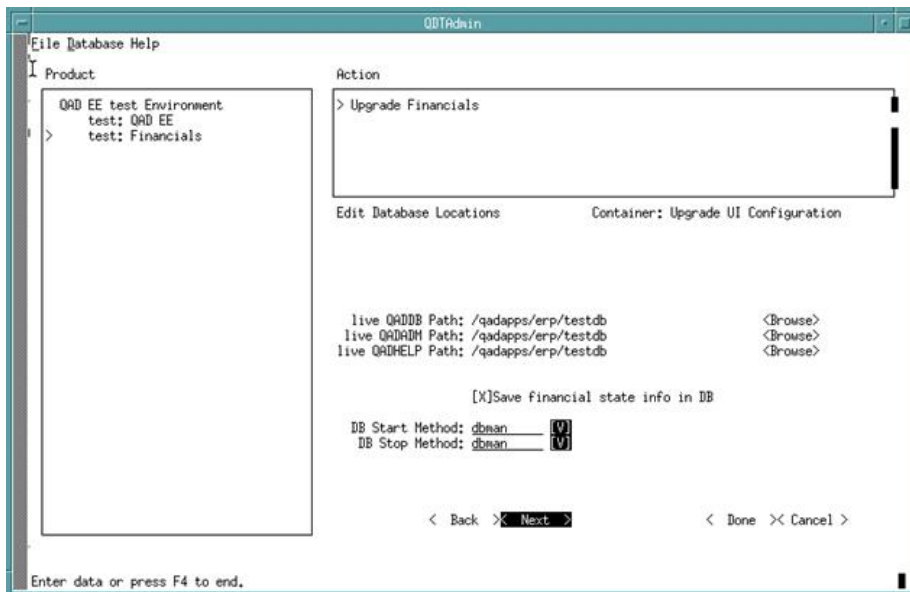 QDTAdmin
File Database Help
Product
QAD EE test Environment
test: QAD EE
> test: Financials
Action
> Upgrade Financials
Edit Database Locations Container: Upgrade UI Configuration
live QADDB Path: /qadapps/erp/testdb <Browse>
live QADADM Path: /qadapps/erp/testdb <Browse>
live QADHELP Path: /qadapps/erp/testdb <Browse>
[X]Save financial state info in DB
DB Start Method: dbman [V]
DB Stop Method: dbman [V]
< Back >< Next > < Done >< Cancel >
Enter data or press F4 to end.